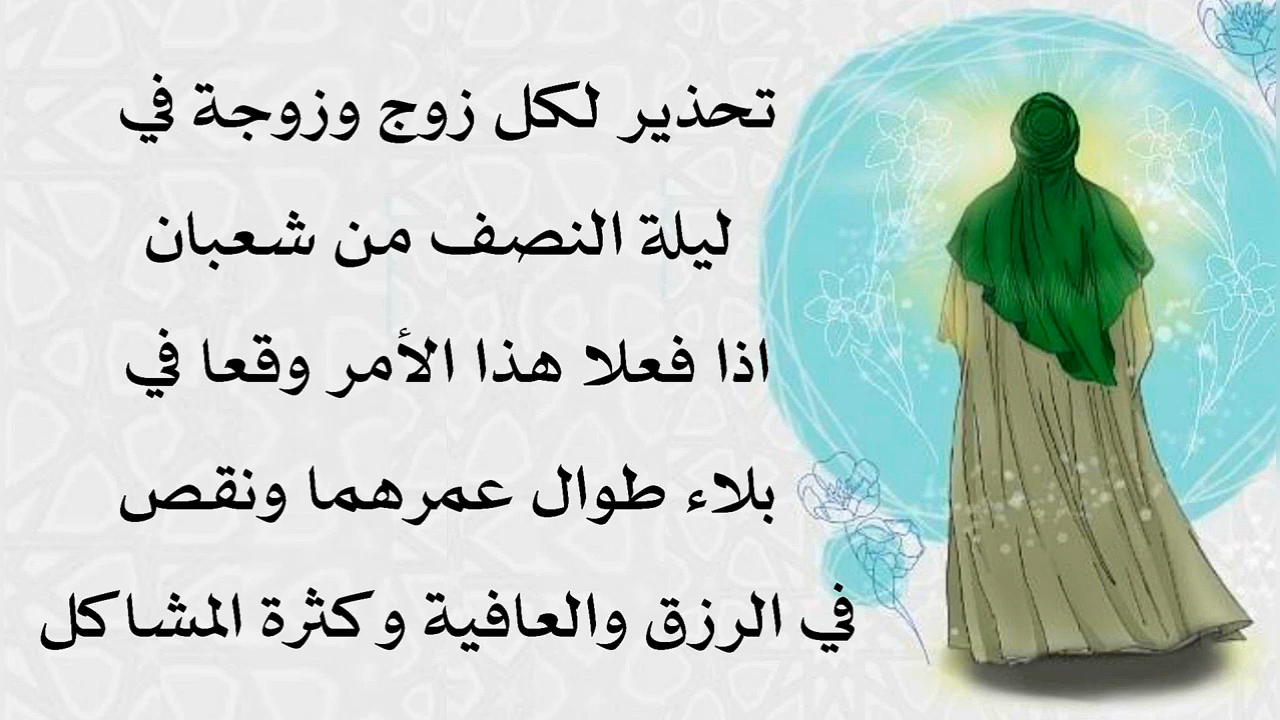 تحذير لكل زوج وزوجة في
ليلة النصف من شعبان
اذا فعلا هذا الأمر وقعا في
بلاء طوال عمرهما ونقص
في الرزق والعافية وكثرة المشاكل